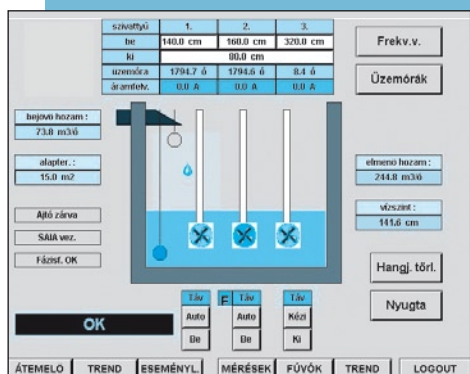 szivattyú 1. 2. 3.
be 140.0 cm 160.0 cm 320.0 cm
ki 80.0 cm
üzemóra 1794.7 ó 1794.6 ó 8.4 ó
áramfelv. 0.0 A 0.0 A 0.0 A
Frekv.v.
Üzemórák
bejövő hozam :
73.8 m3/ó
alapter. :
15.0 m2
elmenő hozam :
244.8 m3/ó
vízszint :
141.6 cm
Ajtó zárva
SAIA vez.
Fázisf. OK
Hangj. törl.
Nyugta
Táv F Táv Táv
Auto Auto Kézi
Be Be Ki
OK
ÁTEMELO TREND ESEMÉNYL. MÉRÉSEK FÚVÓK TREND LOGOUT